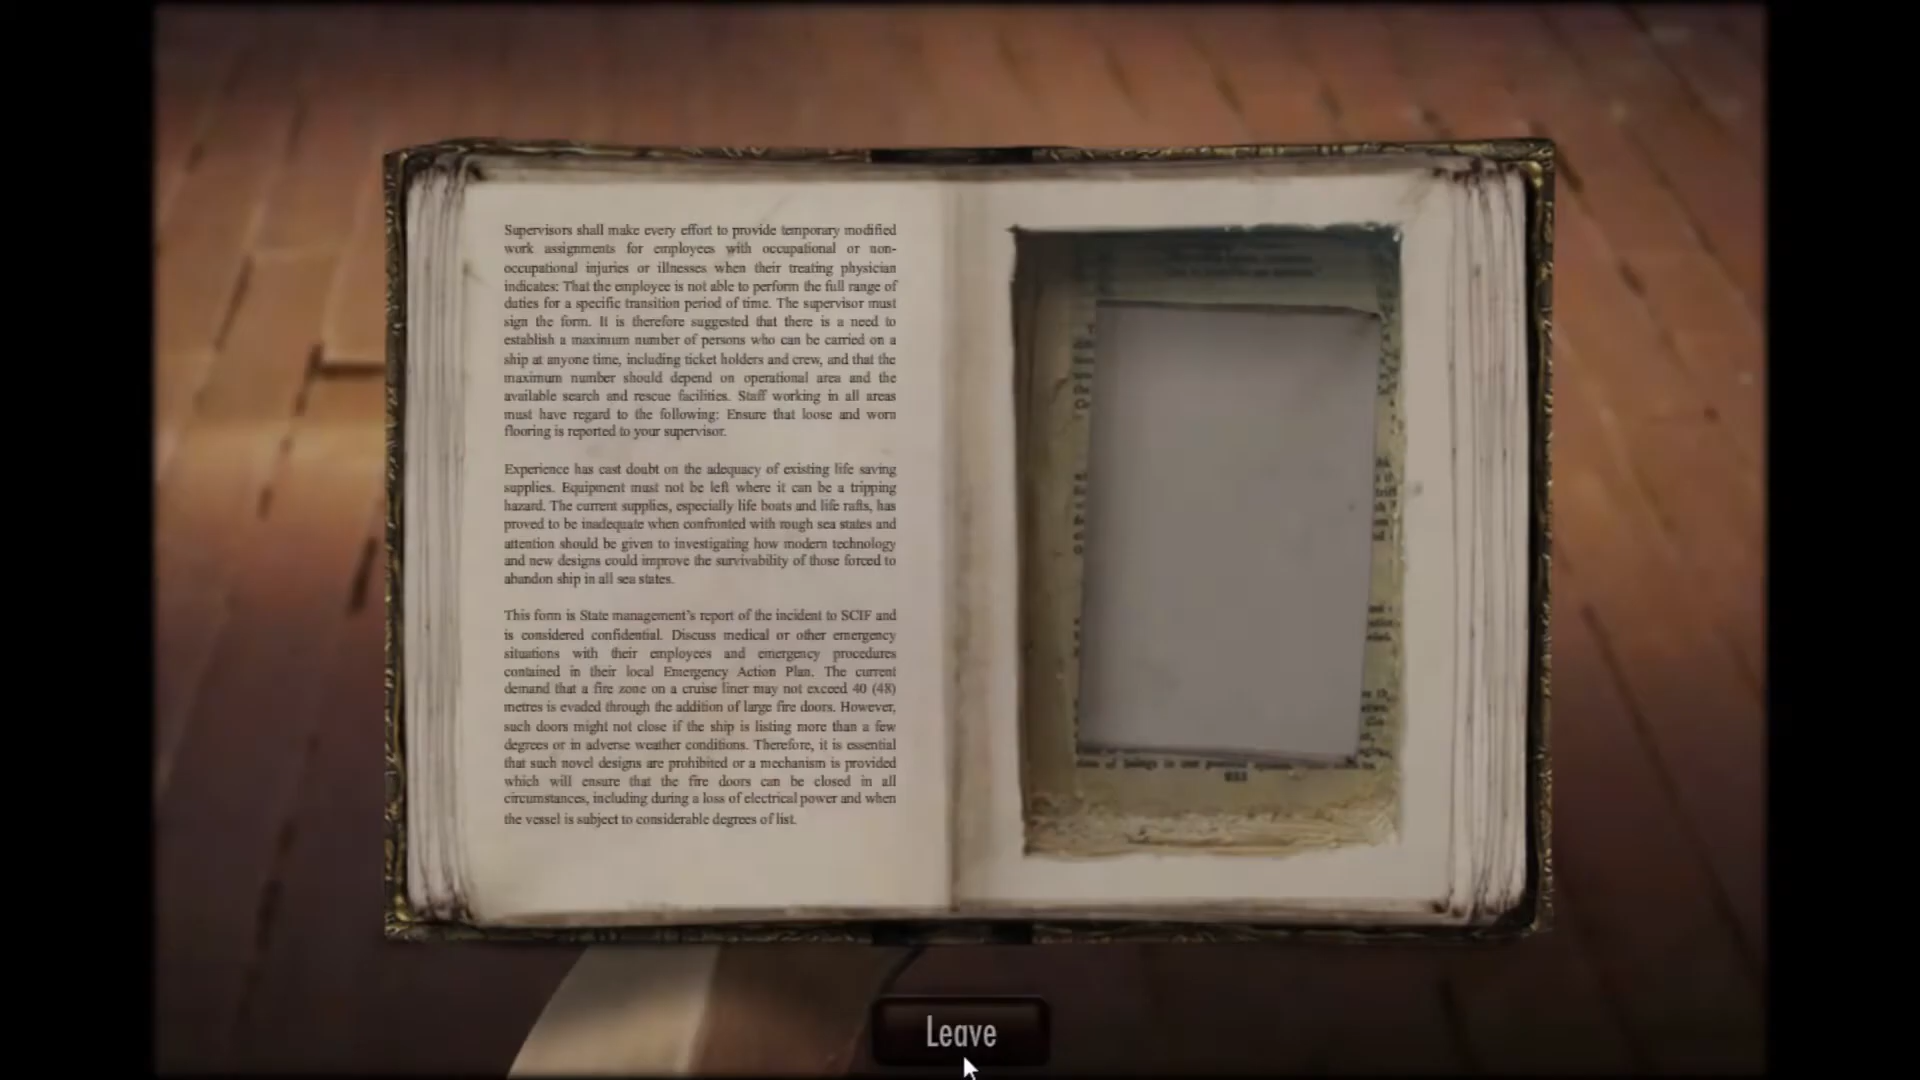 Supervisors shall make every effort to provide temporary modified
work assignments for employees with occupational or non-
occupational injuries or illnesses when their treating physician
indicates: That the employee is not able to perform the full range of
duties for a specific transition period of time. The supervisor must
sign the form. It is therefore suggested that there is a need to
establish a maximum number of persons who can be carried on a
ship at anyone time, including ticket holders and crew, and that the
maximum number should depend on operational area and the
available search and rescue facilities. Staff working in all areas
must have regard to the following: Ensure that loose and worn
flooring is reported to your supervisor.
Experience has cast doubt on the adequacy of existing life saving
supplies. Equipment must not be left where it can be a tripping
hazard. The current supplies, especially life boats and life rafts, has
proved to be inadequate when confronted with rough sea states and
attention should be given to investigating how modern technology
and new designs could improve the survivability of those forced to
abandon ship in all sea states.
This form is State management's report of the incident to SCIF and
is considered confidential. Discuss medical or other emergency
situations with their employees and emergency procedures
contained in their local Emergency Action Plan. The current
demand that a fire zone on a cruise liner may not exceed 40 (48)
metres is evaded through the addition of large fire doors. However,
such doors might not close if the ship is listing more than a few
degrees or in adverse weather conditions. Therefore, it is essential
that such novel designs are prohibited or a mechanism is provided
which will ensure that the fire doors can be closed in all
circumstances, including during a loss of electrical power and when
the vessel is subject to considerable degrees of list.
Leave